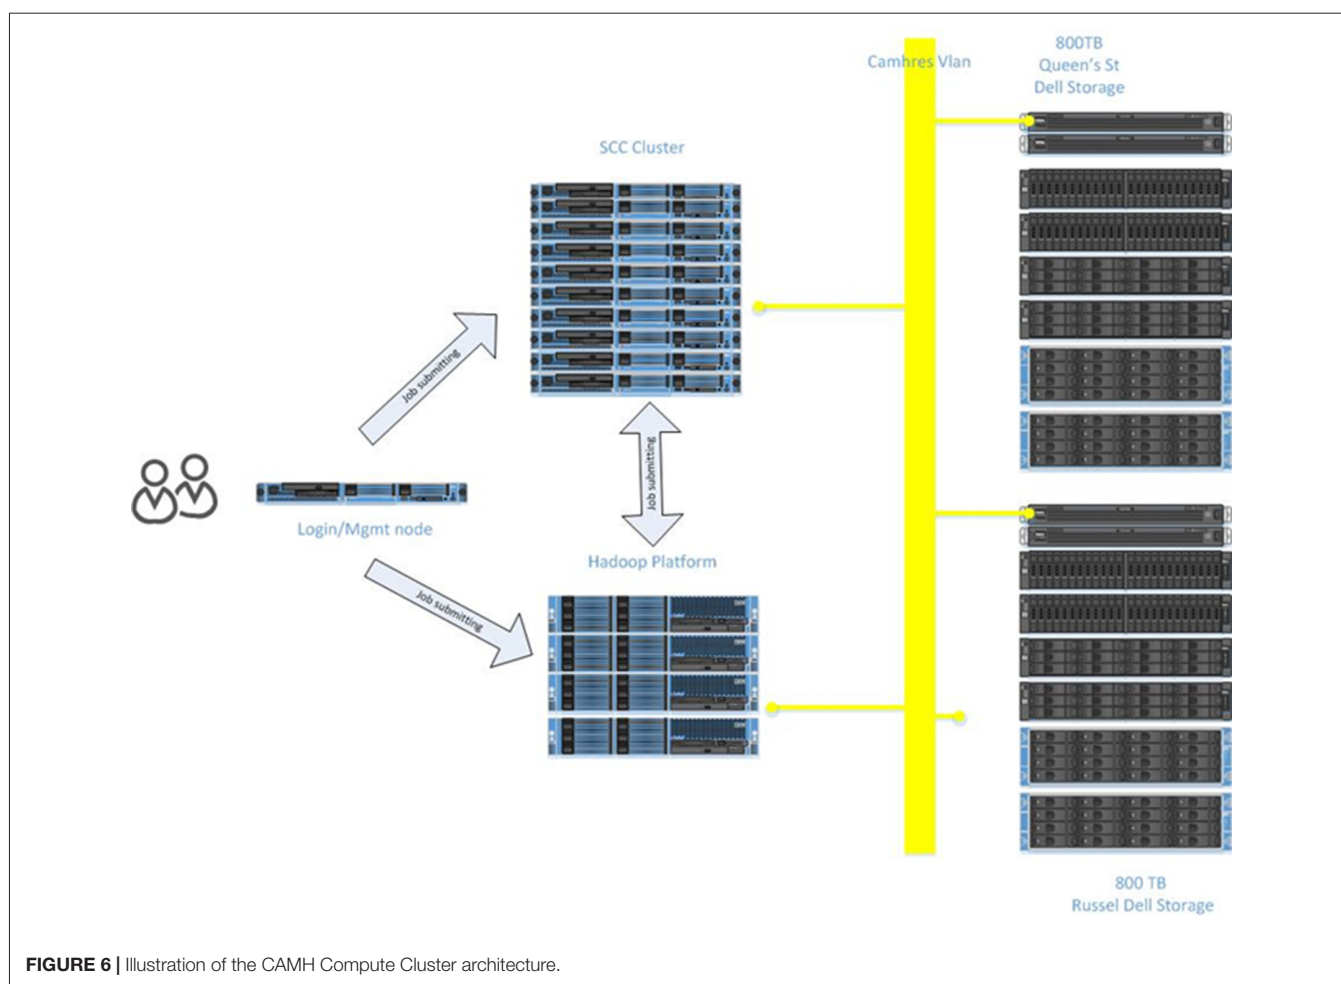 800TB
Queen's St
Dell Storage
Camhres Vlan
SCC Cluster
Job submitting
Job submitting
Login/Mgmt node
Hadoop Platform
Job submitting
800 TB
Russel Dell Storage
FIGURE 6 | Illustration of the CAMH Compute Cluster architecture.